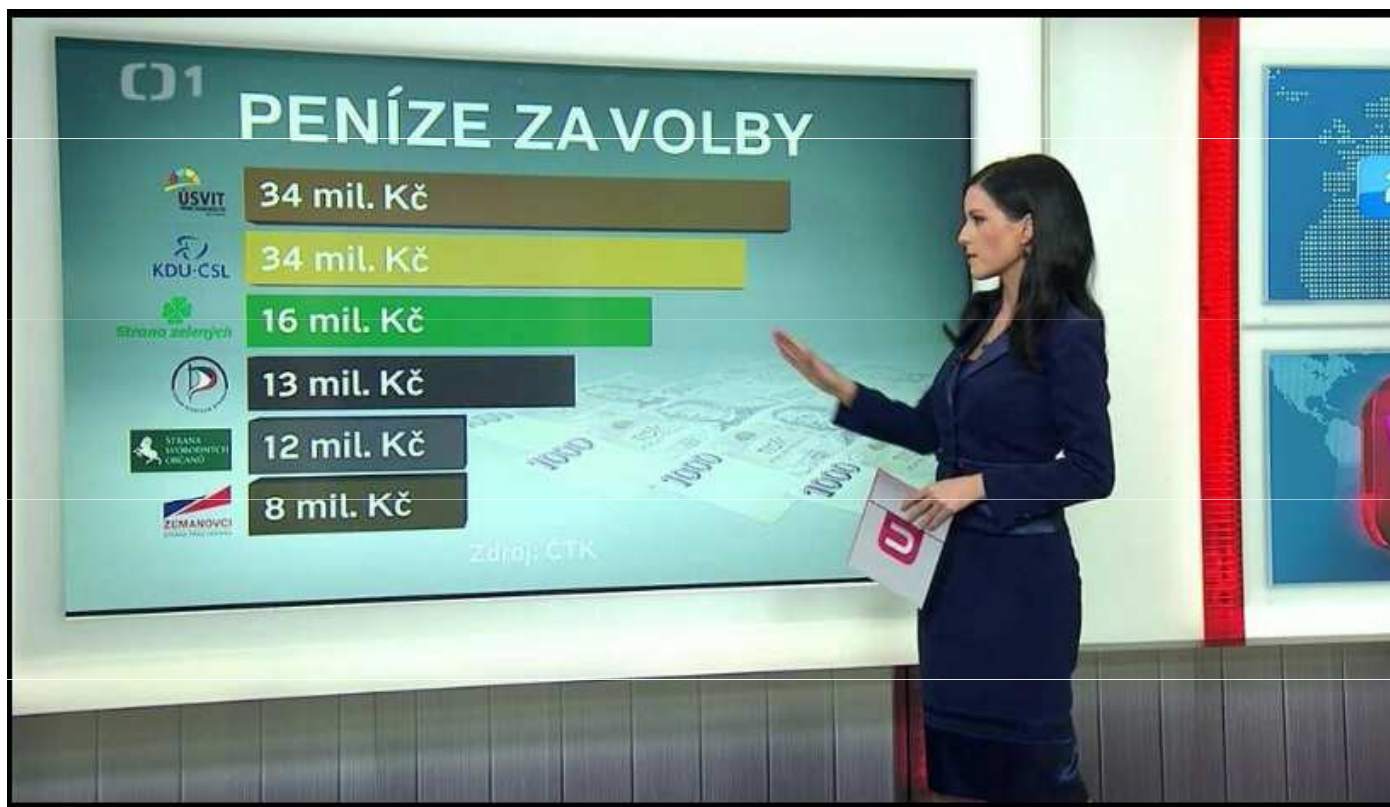 1
PENÍZE ZA VOLBY
ÚSVIT
34 mil. Kč
KDU-ČSL
34 mil. Kč
Strana zelených
16 mil. Kč
13 mil. Kč
STRANA
SVOBODNÝCH
OBČANŮ
12 mil. Kč
ZEMANOVCI
8 mil. Kč
1000
1000
1000
Zdroj: ČTK
U